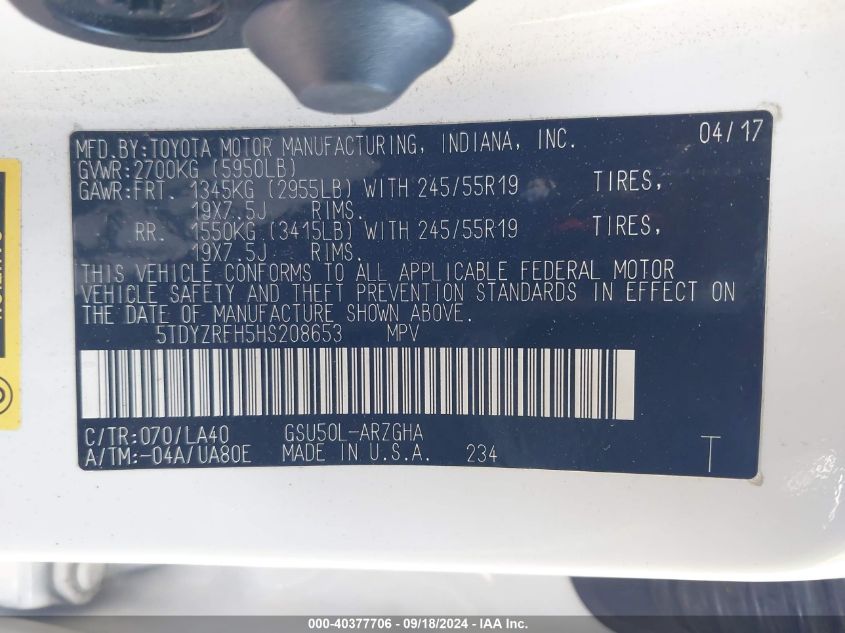 MFD.BY:TOYOTA MOTOR MANUFACTURING, INDIANA, INC. 04/17
GVWR:2700KG (5950LB)
GAWR:FRT. 1345KG (2955LB) WITH 245/55R19 TIRES,
19X7.5J RIMS.
RR. 1550KG (3415LB) WITH 245/55R19 TIRES,
19X7.5J RIMS.
THIS VEHICLE CONFORMS TO ALL APPLICABLE FEDERAL MOTOR
VEHICLE SAFETY AND THEFT PREVENTION STANDARDS IN EFFECT ON
THE DATE OF MANUFACTURE SHOWN ABOVE.
5TDYZRFH5HS208653 MPV
C/TR:070/LA40 GSU50L-ARZGHA
A/TM:-04A/UA80E MADE IN U.S.A. 234 T
000-40377706 - 09/18/2024 - IAA Inc.